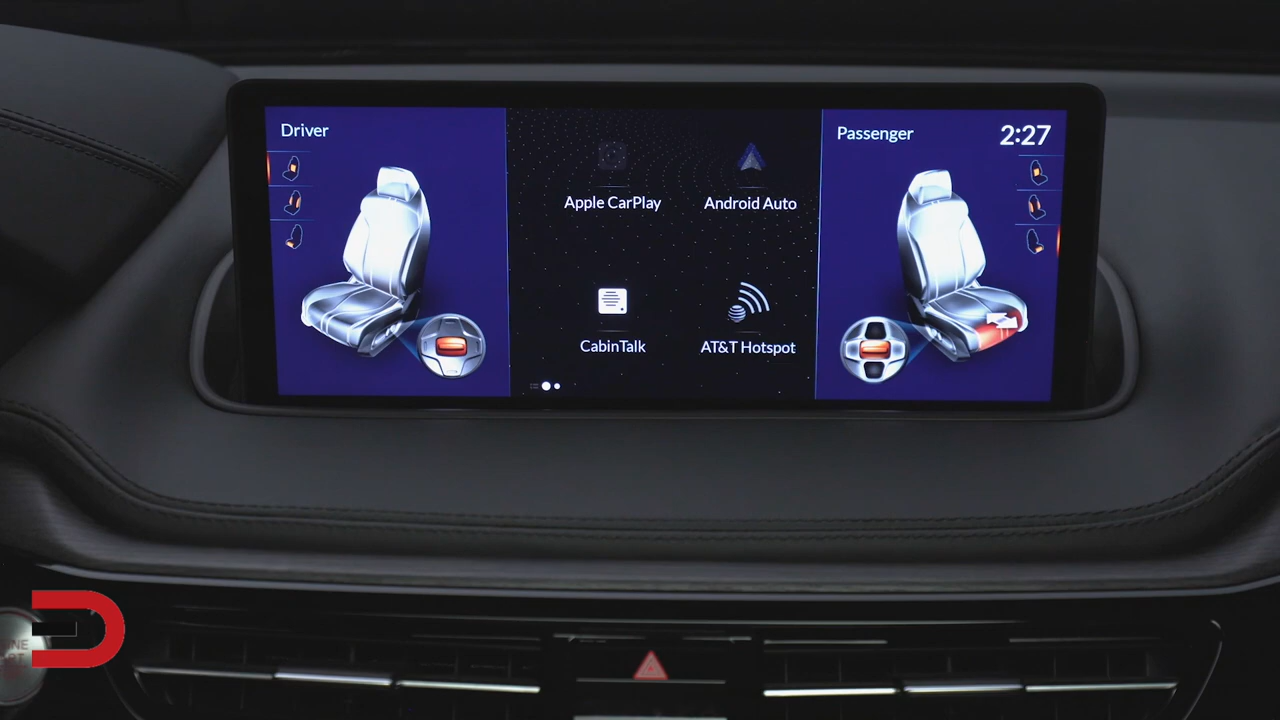 Driver
Passenger
2:27
Apple CarPlay
Android Auto
CabinTalk
AT&T Hotspot